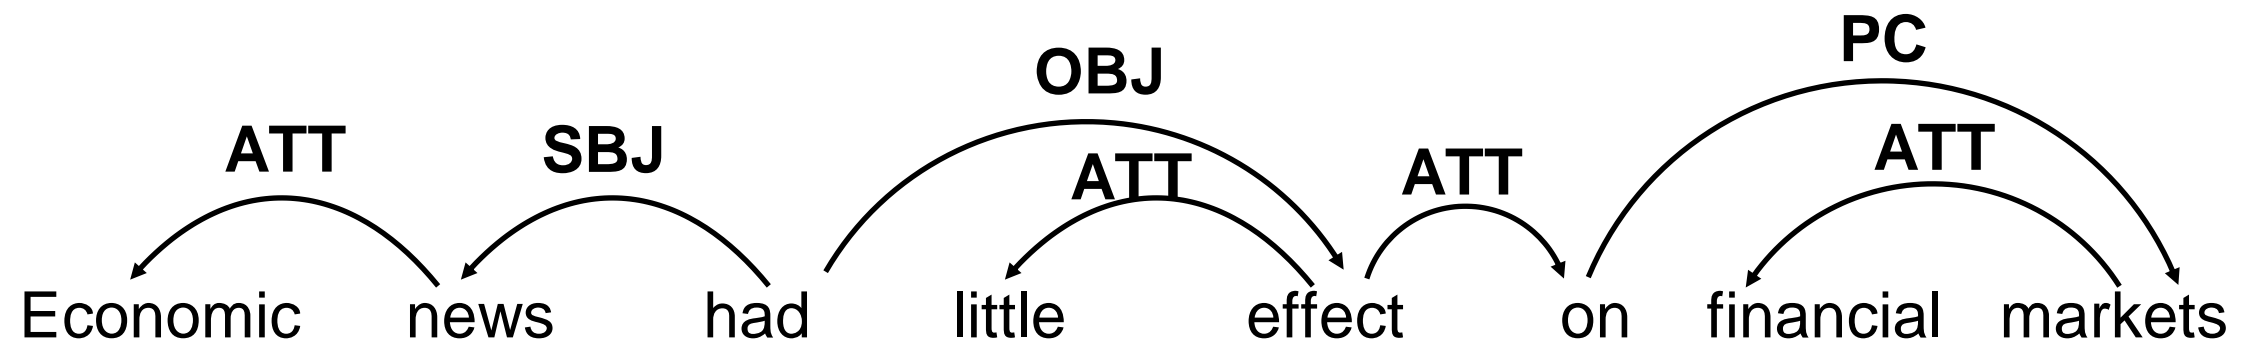 PC
OBJ
ATT SBJ ATT ATT ATT
Economic news had little effect on financial markets